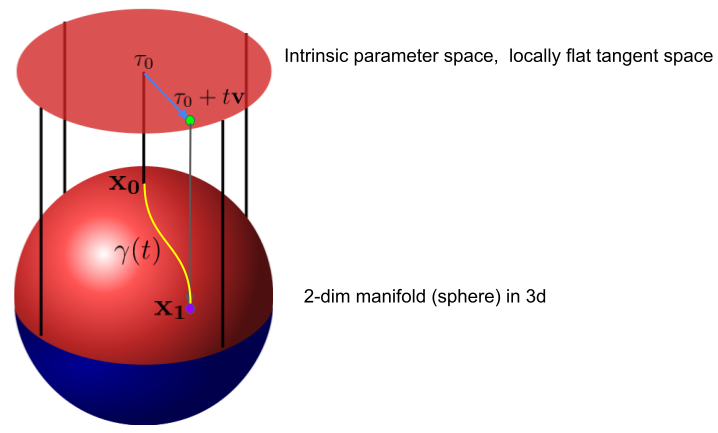 τ₀
Intrinsic parameter space,  locally flat tangent space
τ₀ + t𝐯
𝐱₀
γ(t)
𝐱₁
2-dim manifold (sphere) in 3d